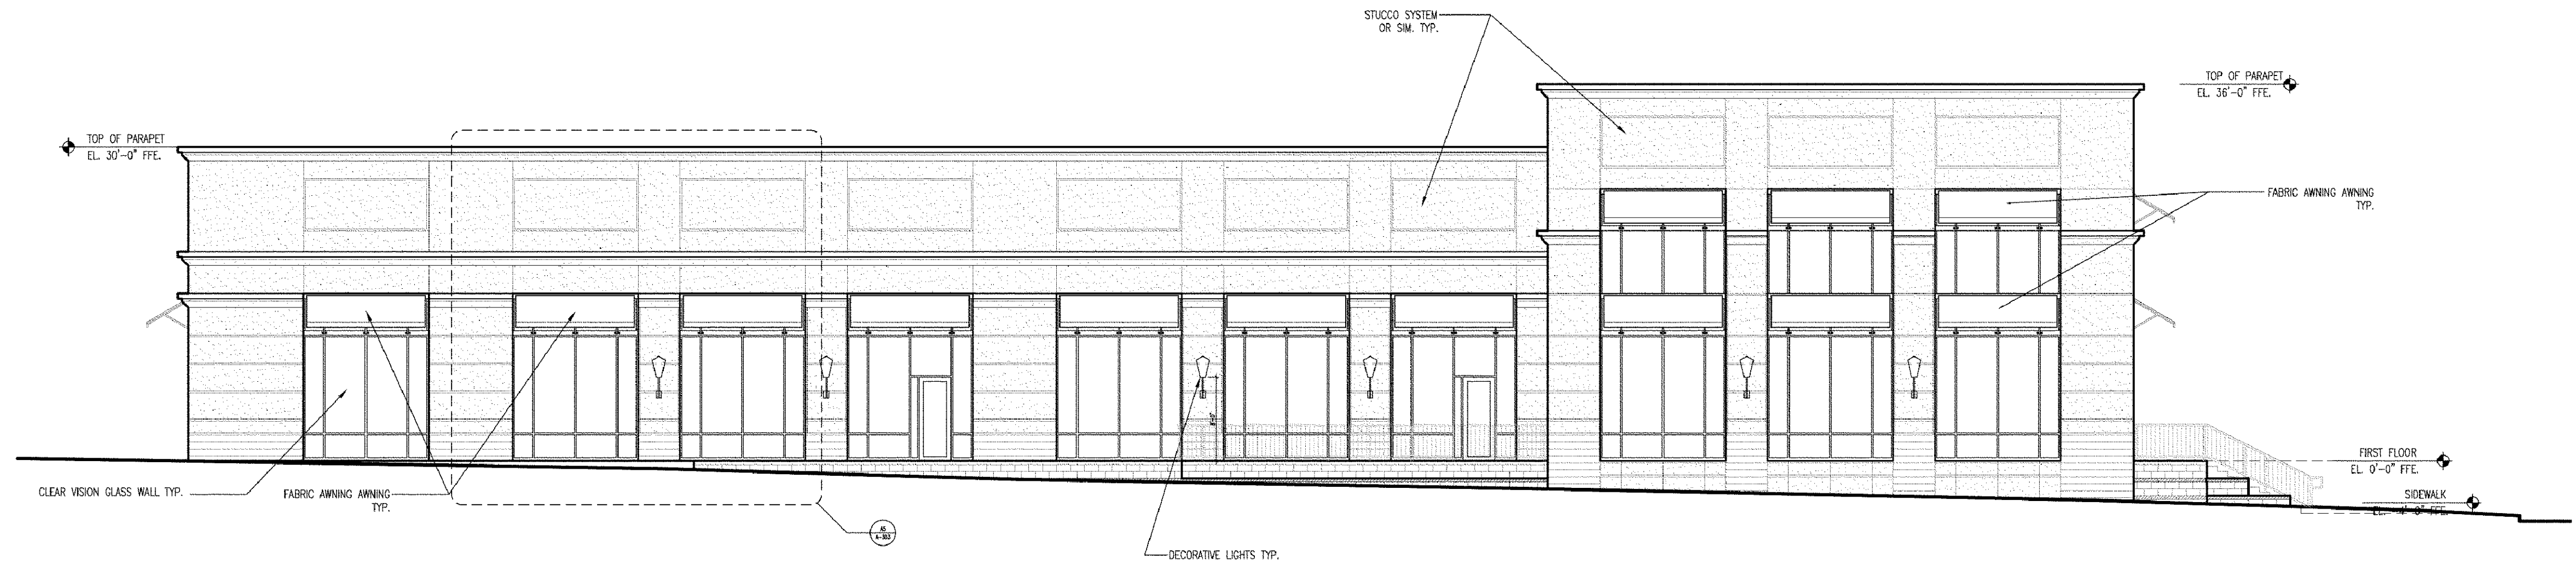 STUCCO SYSTEM
OR SIM. TYP.
TOP OF PARAPET
EL. 36'-0" FFE.
TOP OF PARAPET
EL. 30'-0" FFE.
FABRIC AWNING AWNING
TYP.
FIRST FLOOR
EL. 0'-0" FFE.
CLEAR VISION GLASS WALL TYP.
FABRIC AWNING AWNING
TYP.
SIDEWALK
A5
A-303
DECORATIVE LIGHTS TYP.